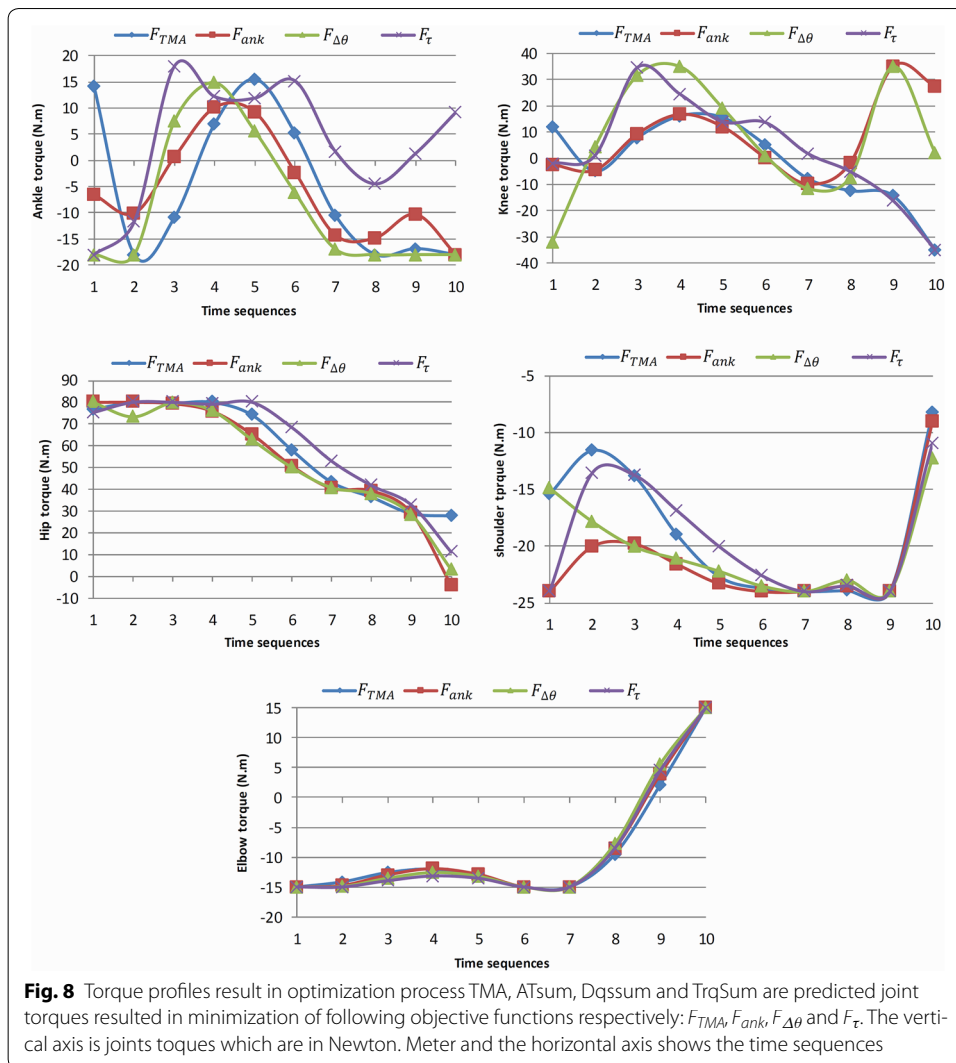 F_TMA F_ank F_Δθ F_τ
Ankle torque (N.m)
20
15
10
5
0
-5
-10
-15
-20
1 2 3 4 5 6 7 8 9 10
Time sequences
F_TMA F_ank F_Δθ F_τ
Knee torque (N.m)
40
30
20
10
0
-10
-20
-30
-40
1 2 3 4 5 6 7 8 9 10
Time sequences
F_TMA F_ank F_Δθ F_τ
Hip torque (N.m)
90
80
70
60
50
40
30
20
10
0
-10
1 2 3 4 5 6 7 8 9 10
Time sequences
F_TMA F_ank F_Δθ F_τ
shoulder tprque (N.m)
-5
-10
-15
-20
-25
1 2 3 4 5 6 7 8 9 10
Time sequences
F_TMA F_ank F_Δθ F_τ
Elbow torque (N.m)
15
10
5
0
-5
-10
-15
-20
1 2 3 4 5 6 7 8 9 10
Time sequences
Fig. 8 Torque profiles result in optimization process TMA, ATsum, Dqssum and TrqSum are predicted joint
torques resulted in minimization of following objective functions respectively: F_TMA, F_ank, F_Δθ and F_τ. The verti-
cal axis is joints toques which are in Newton. Meter and the horizontal axis shows the time sequences